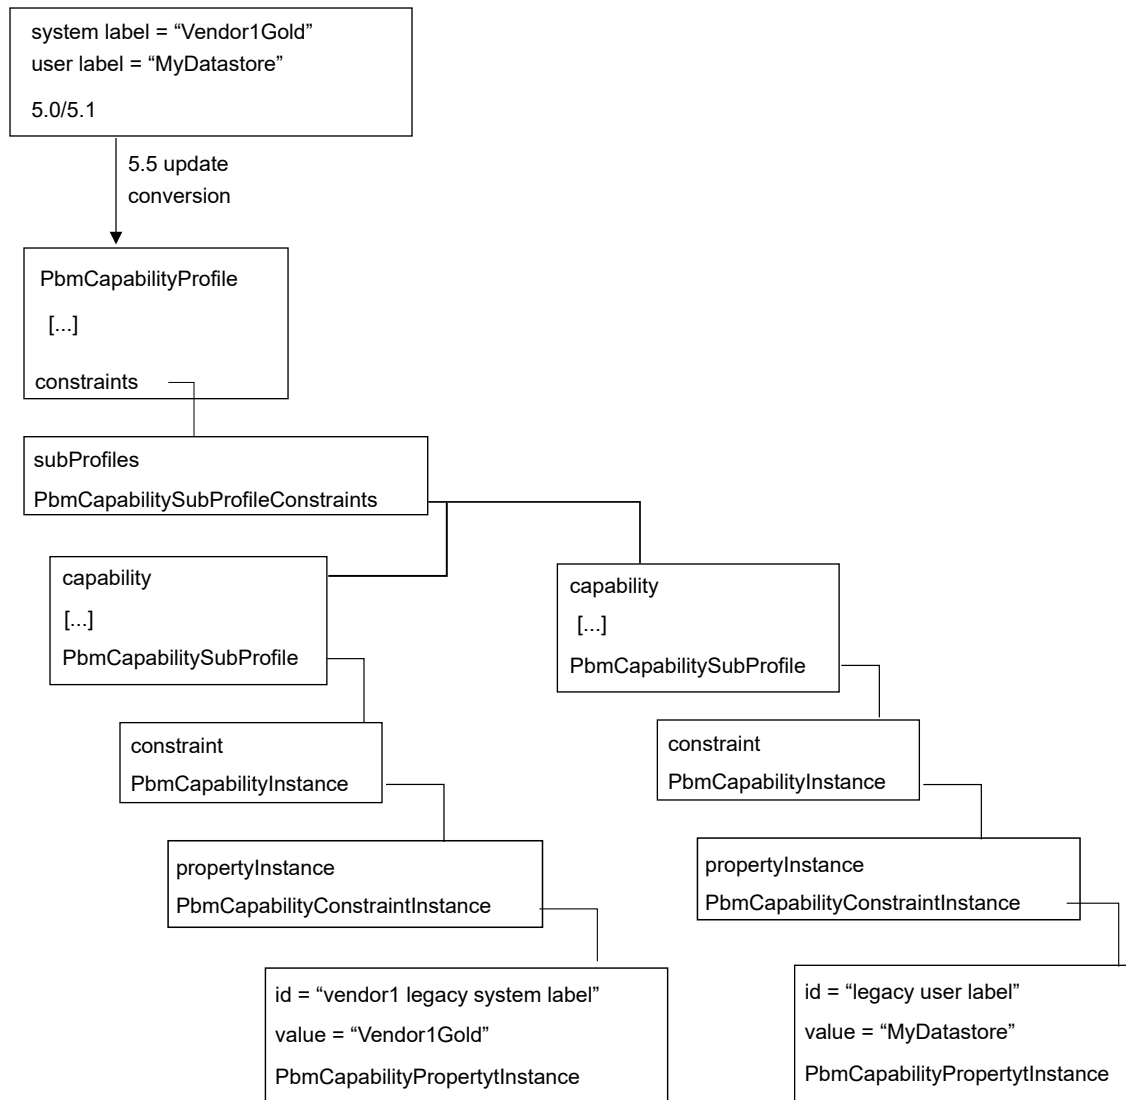 system label = “Vendor1Gold”
user label = “MyDatastore”
5.0/5.1
5.5 update
conversion
PbmCapabilityProfile
[...]
constraints
subProfiles
PbmCapabilitySubProfileConstraints
capability
[...]
PbmCapabilitySubProfile
constraint
PbmCapabilityInstance
propertyInstance
PbmCapabilityConstraintInstance
id = “vendor1 legacy system label”
value = “Vendor1Gold”
PbmCapabilityPropertytInstance
capability
[...]
PbmCapabilitySubProfile
constraint
PbmCapabilityInstance
propertyInstance
PbmCapabilityConstraintInstance
id = “legacy user label”
value = “MyDatastore”
PbmCapabilityPropertytInstance